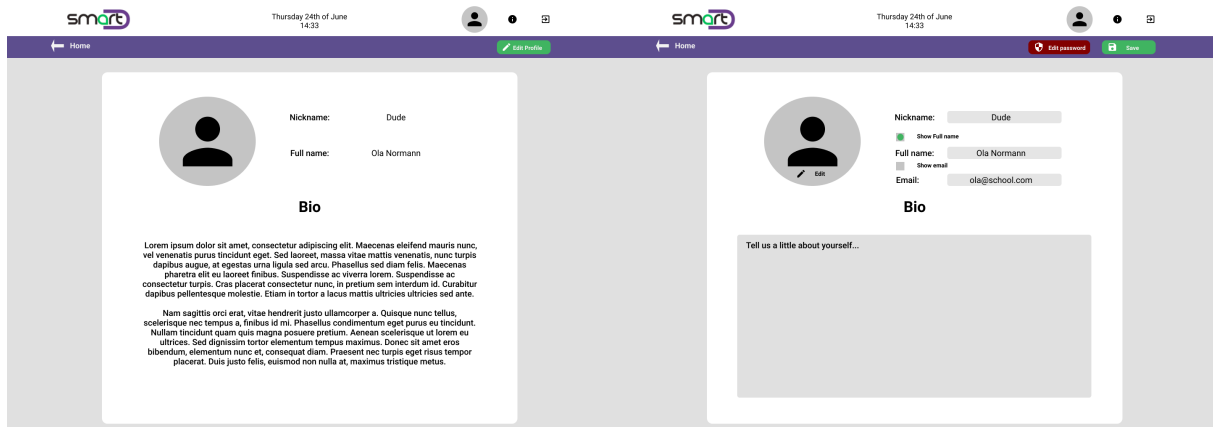 smart
Thursday 24th of June
14:33
Home
Edit Profile
Nickname: Dude
Full name: Ola Normann
Bio
Lorem ipsum dolor sit amet, consectetur adipiscing elit. Maecenas eleifend mauris nunc,
vel venenatis purus tincidunt eget. Sed laoreet, massa vitae mattis venenatis, nunc turpis
dapibus augue, at egestas urna ligula sed arcu. Phasellus sed diam felis. Maecenas
pharetra elit eu laoreet finibus. Suspendisse ac viverra lorem. Suspendisse ac
consectetur turpis. Cras placerat consectetur nunc, in pretium sem interdum id. Curabitur
dapibus pellentesque molestie. Etiam in tortor a lacus mattis ultricies ultricies sed ante.
Nam sagittis orci erat, vitae hendrerit justo ullamcorper a. Quisque nunc tellus,
scelerisque nec tempus a, finibus id mi. Phasellus condimentum eget purus eu tincidunt.
Nullam tincidunt quam quis magna posuere pretium. Aenean scelerisque ut lorem eu
ultrices. Sed dignissim tortor elementum tempus maximus. Donec sit amet eros
bibendum, elementum nunc et, consequat diam. Praesent nec turpis eget risus tempor
placerat. Duis justo felis, euismod non nulla at, maximus tristique metus.
smart
Thursday 24th of June
14:33
Home
Edit password
Save
Edit
Nickname: Dude
Show Full name
Full name: Ola Normann
Show email
Email: ola@school.com
Bio
Tell us a little about yourself...